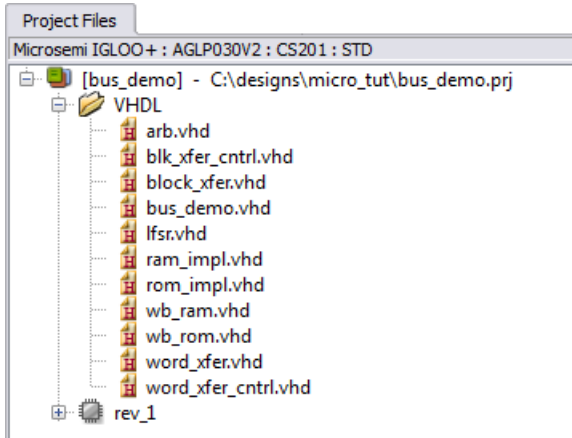 Project Files
Microsemi IGLOO+ : AGLP030V2 : CS201 : STD
[bus_demo] - C:\designs\micro_tut\bus_demo.prj
VHDL
arb.vhd
blk_xfer_cntrl.vhd
block_xfer.vhd
bus_demo.vhd
lfsr.vhd
ram_impl.vhd
rom_impl.vhd
wb_ram.vhd
wb_rom.vhd
word_xfer.vhd
word_xfer_cntrl.vhd
rev_1